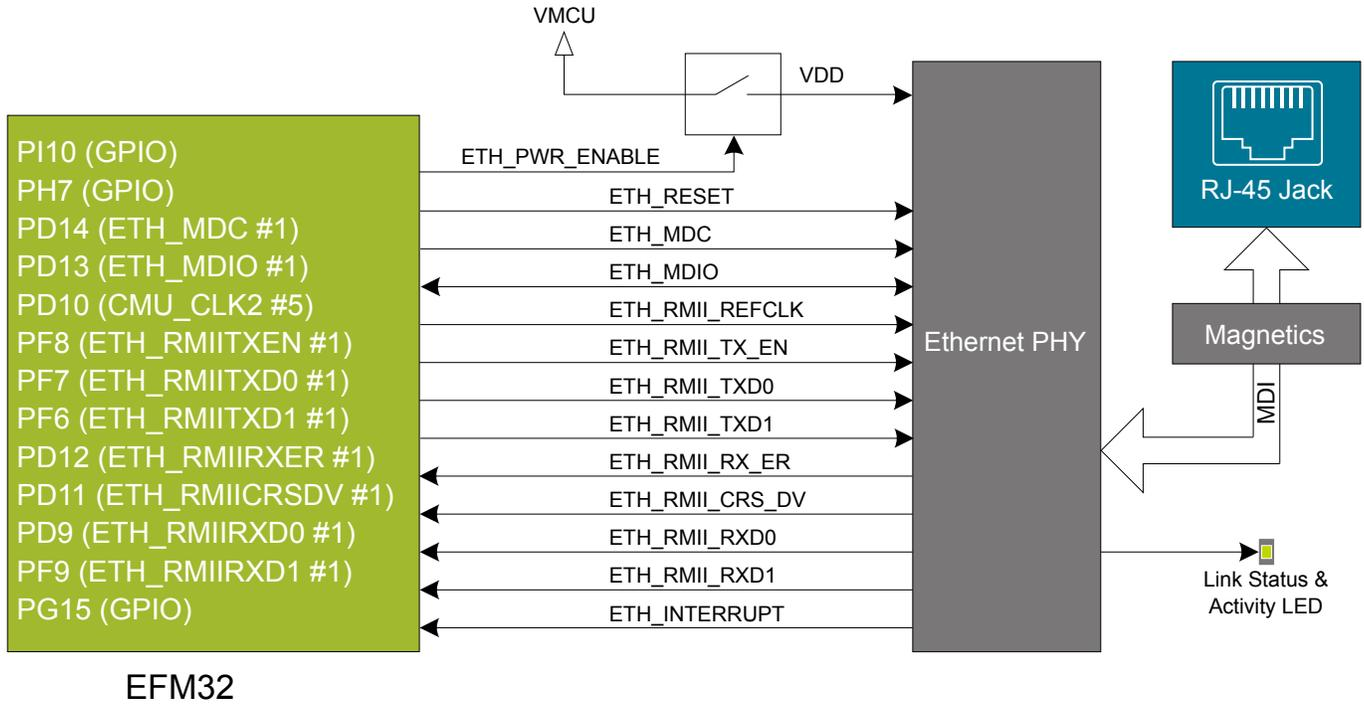 VMCU
VDD
PI10 (GPIO)
ETH_PWR_ENABLE
PH7 (GPIO)
ETH_RESET
RJ-45 Jack
PD14 (ETH_MDC #1)
ETH_MDC
PD13 (ETH_MDIO #1)
ETH_MDIO
PD10 (CMU_CLK2 #5)
ETH_RMII_REFCLK
PF8 (ETH_RMIITXEN #1)
ETH_RMII_TX_EN
Ethernet PHY
Magnetics
PF7 (ETH_RMIITXD0 #1)
ETH_RMII_TXD0
MDI
PF6 (ETH_RMIITXD1 #1)
ETH_RMII_TXD1
PD12 (ETH_RMIIRXER #1)
ETH_RMII_RX_ER
PD11 (ETH_RMIICRSDV #1)
ETH_RMII_CRS_DV
PD9 (ETH_RMIIRXD0 #1)
ETH_RMII_RXD0
PF9 (ETH_RMIIRXD1 #1)
ETH_RMII_RXD1
Link Status &
Activity LED
PG15 (GPIO)
ETH_INTERRUPT
EFM32